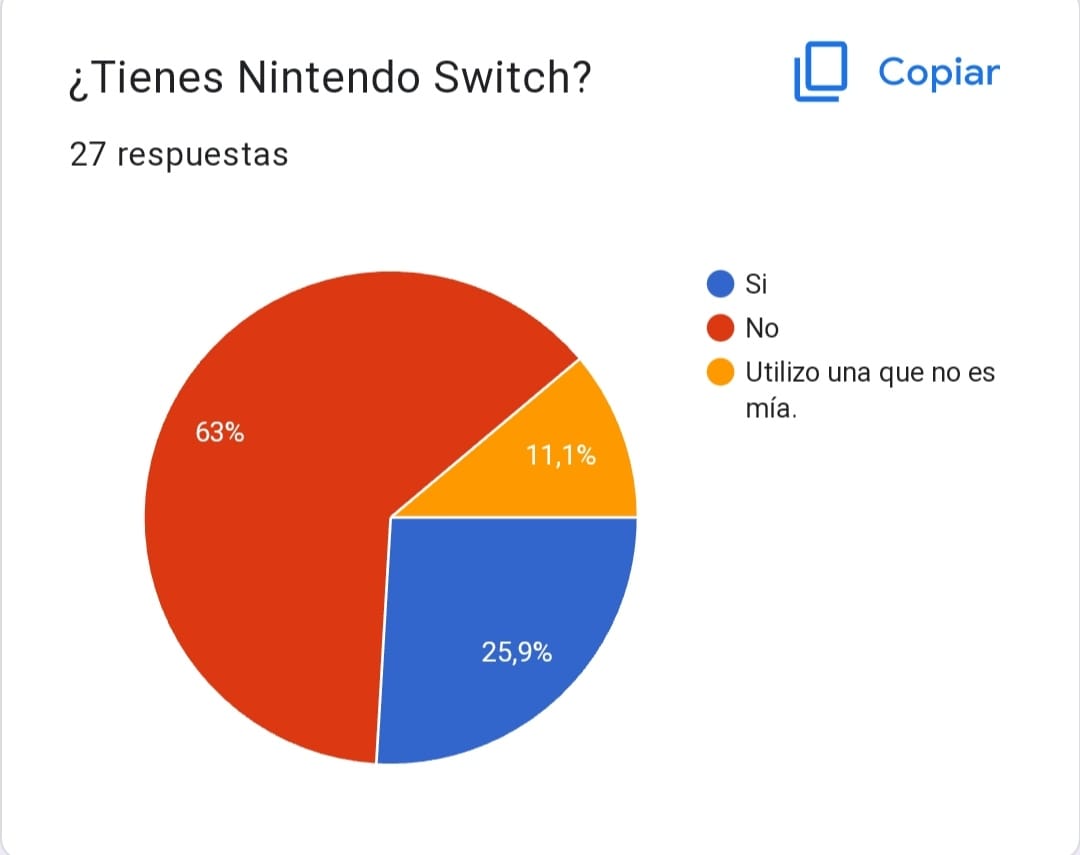 ¿Tienes Nintendo Switch?
Copiar
27 respuestas
Si
No
Utilizo una que no es
mía.
63%
11,1%
25,9%